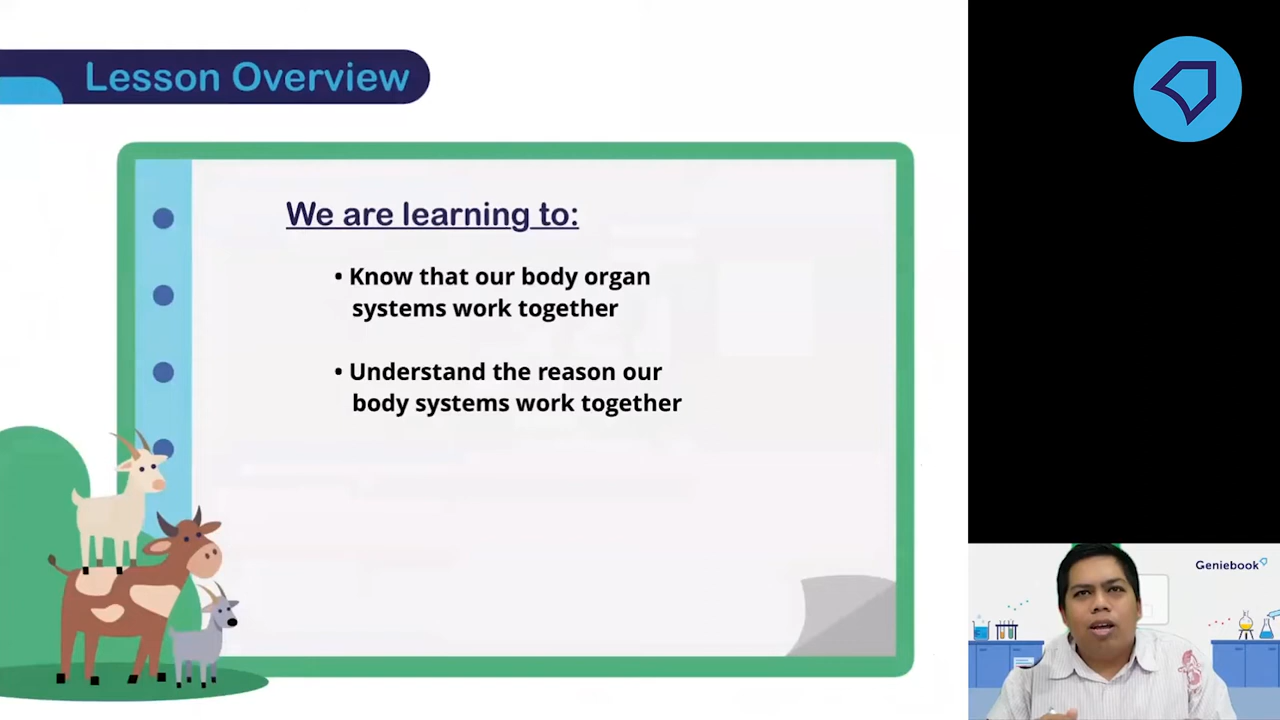 Lesson Overview
We are learning to:
• Know that our body organ
systems work together
• Understand the reason our
body systems work together
Geniebook